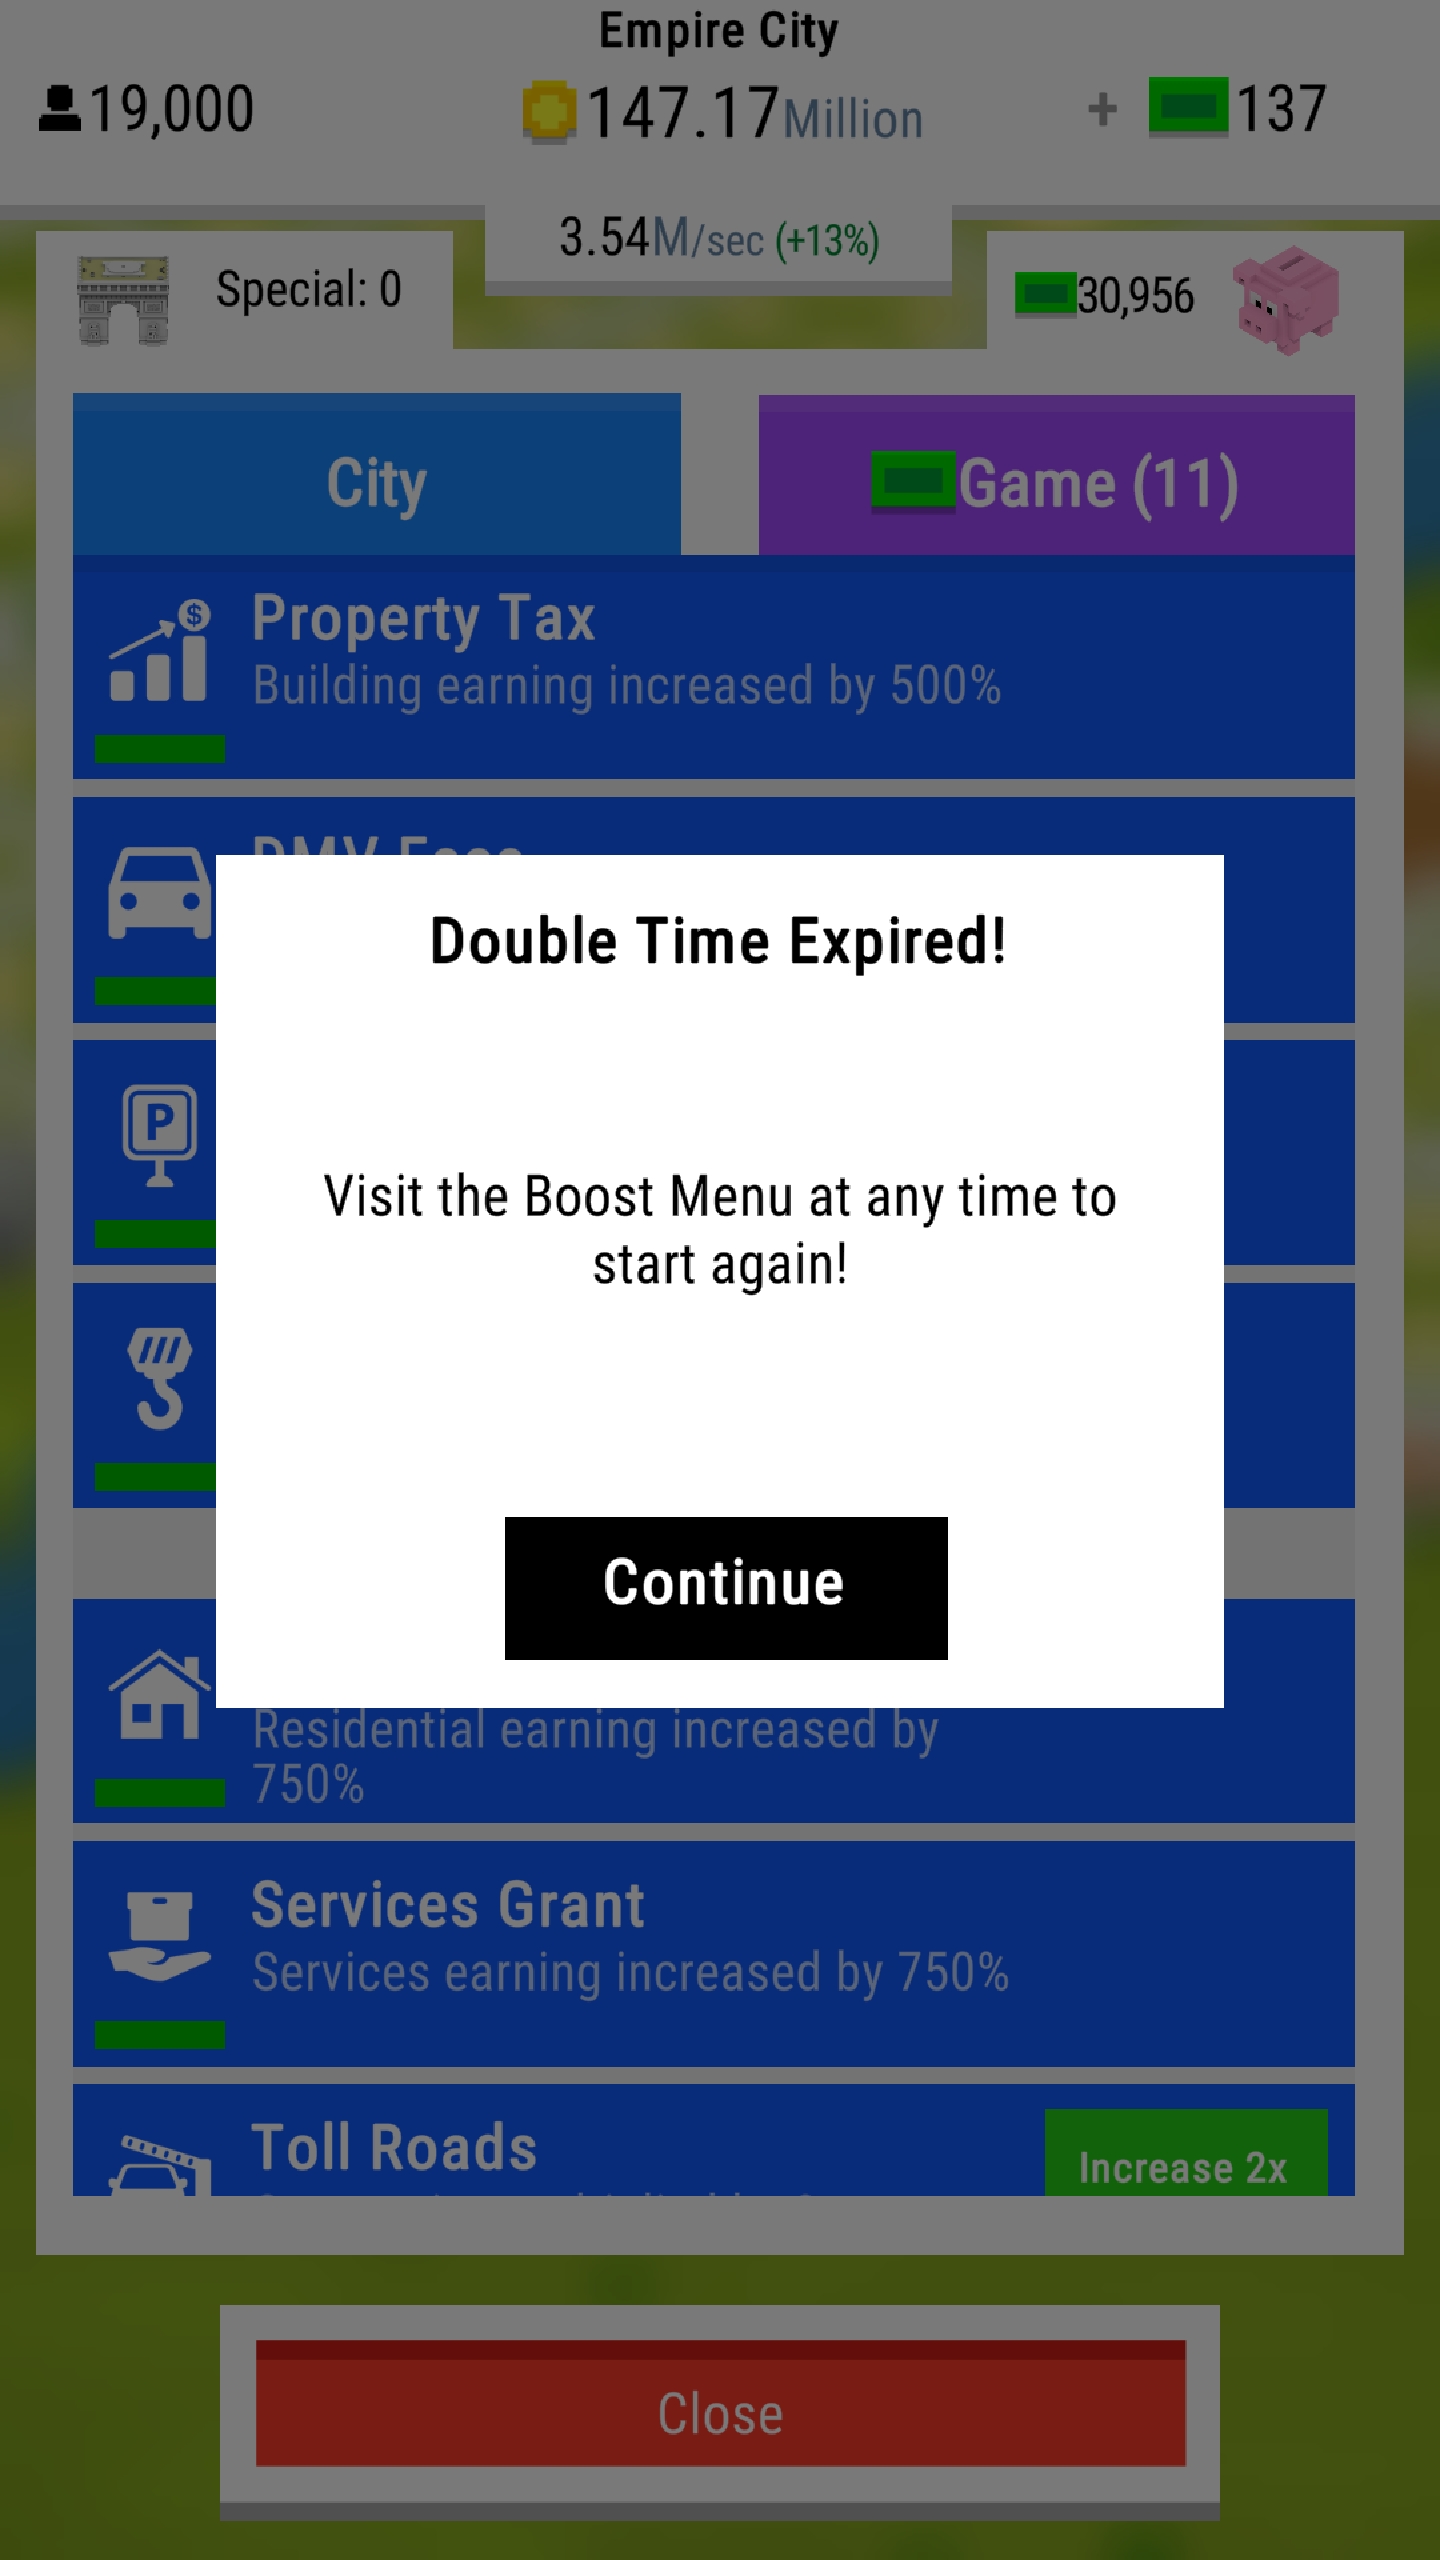 Empire City
19,000
147.17Million
+ 137
3.54M/sec (+13%)
Special: 0
30,956
City
Game (11)
Property Tax
Building earning increased by 500%
P
Double Time Expired!
Visit the Boost Menu at any time to
start again!
Continue
Residential earning increased by
750%
Services Grant
Services earning increased by 750%
Toll Roads
Increase 2x
Close